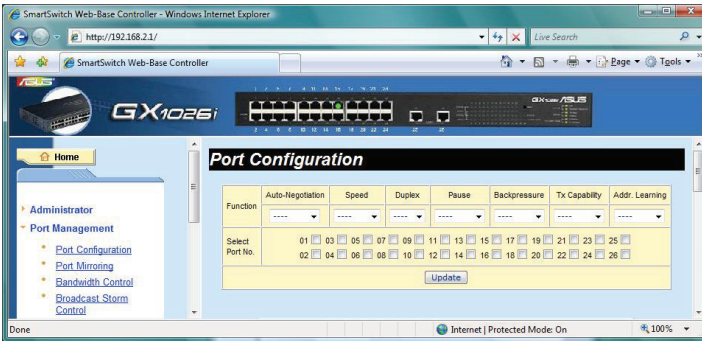 SmartSwitch Web-Base Controller - Windows Internet Explorer
http://192.168.2.1/
Live Search
SmartSwitch Web-Base Controller
Page
Tools
ASUS
GX1026i
ASUS
Home
Administrator
Port Management
Port Configuration
Port Mirroring
Bandwidth Control
Broadcast Storm
Control
Port Configuration
Function
Auto-Negotiation Speed Duplex Pause Backpressure Tx Capability Addr. Learning
---- ---- ---- ---- ---- ---- ----
Select
Port No.
01 03 05 07 09 11 13 15 17 19 21 23 25
02 04 06 08 10 12 14 16 18 20 22 24 26
Update
Done
Internet | Protected Mode: On
100%